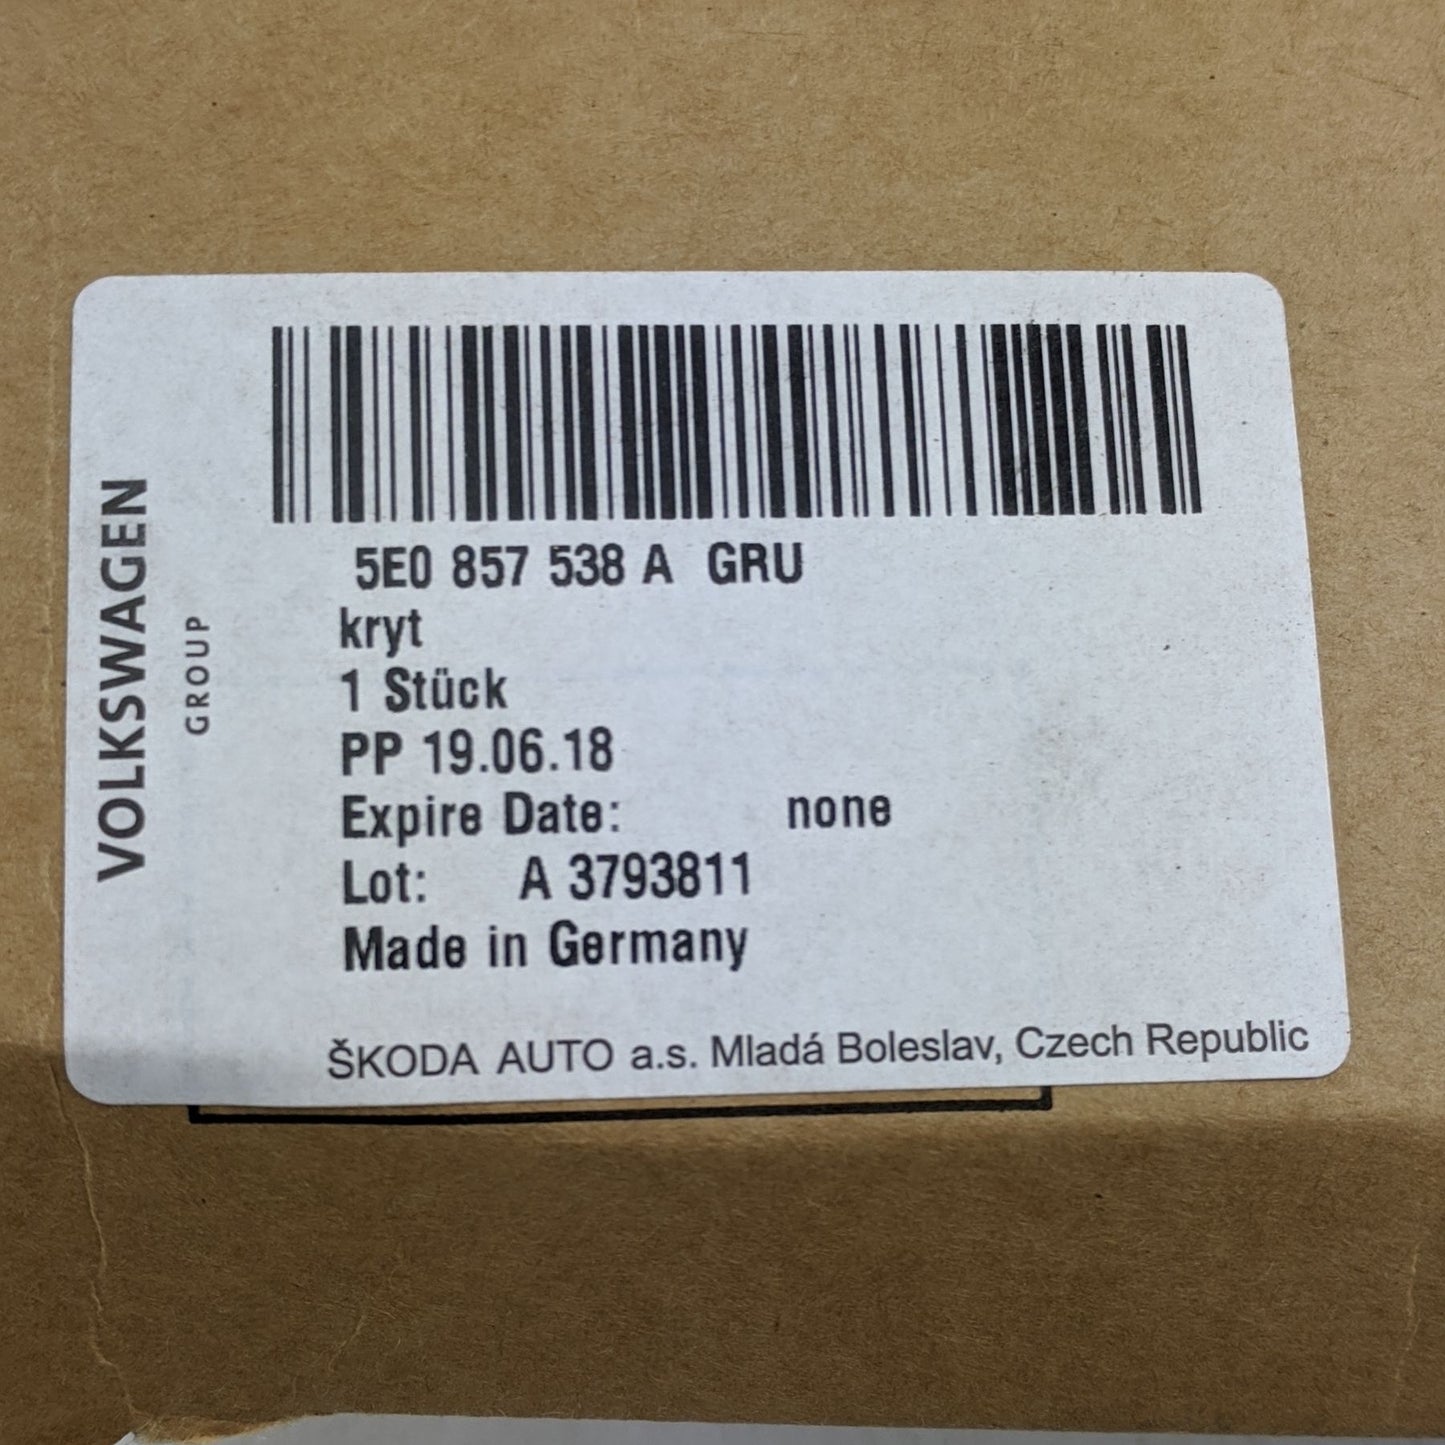 VOLKSWAGEN
GROUP
5E0 857 538 A GRU
kryt
1 Stück
PP 19.06.18
Expire Date: none
Lot: A 3793811
Made in Germany
ŠKODA AUTO a.s. Mladá Boleslav, Czech Republic